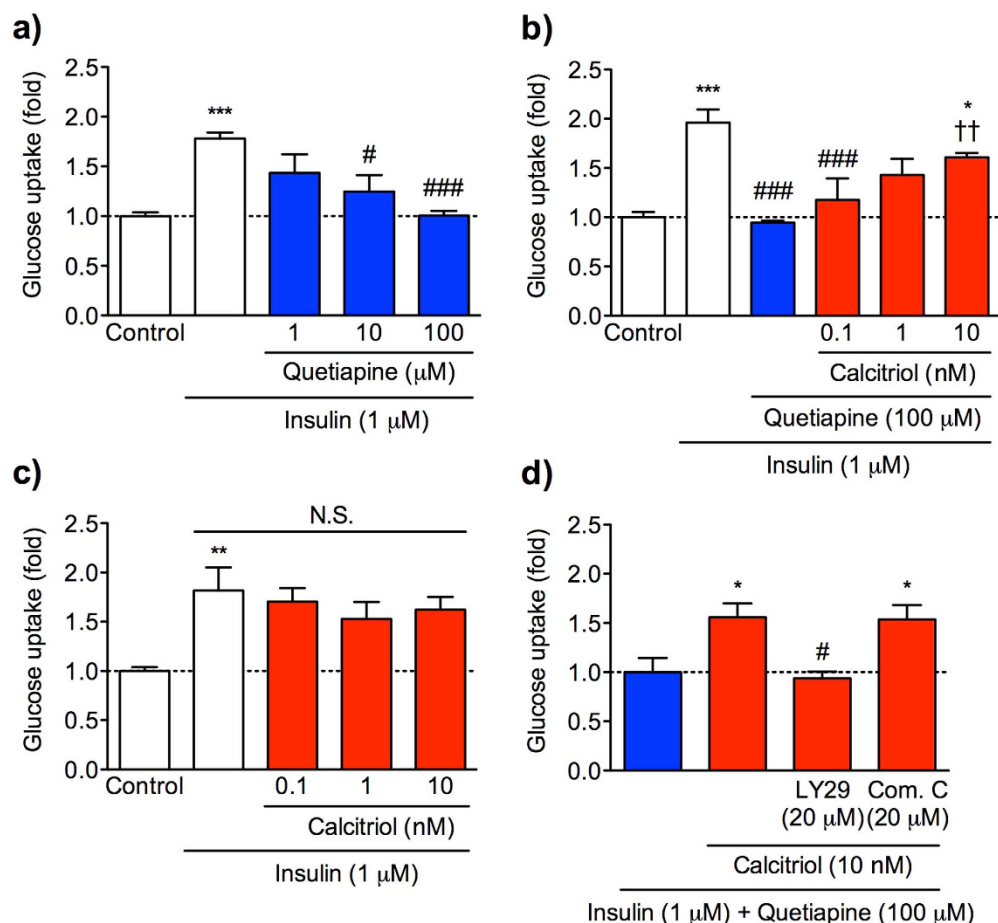 a)
Glucose uptake (fold)
2.5
2.0
1.5
1.0
0.5
0.0
***
#
###
Control
1 10 100
Quetiapine (μM)
Insulin (1 μM)
b)
Glucose uptake (fold)
2.5
2.0
1.5
1.0
0.5
0.0
***
###
###
*
††
Control
0.1 1 10
Calcitriol (nM)
Quetiapine (100 μM)
Insulin (1 μM)
c)
Glucose uptake (fold)
2.5
2.0
1.5
1.0
0.5
0.0
N.S.
**
Control
0.1 1 10
Calcitriol (nM)
Insulin (1 μM)
d)
Glucose uptake (fold)
2.5
2.0
1.5
1.0
0.5
0.0
*
#
*
LY29 Com. C
(20 μM) (20 μM)
Calcitriol (10 nM)
Insulin (1 μM) + Quetiapine (100 μM)